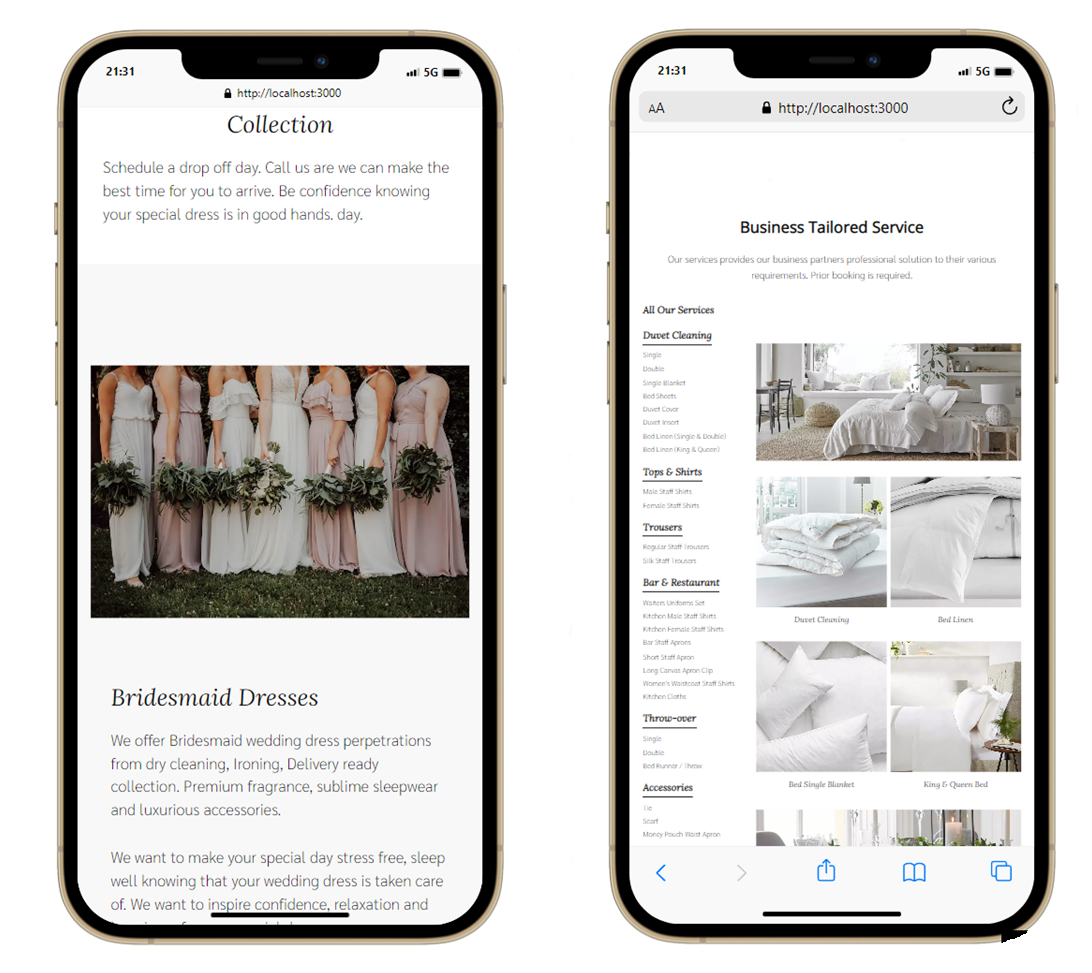 21:31
5G
http://localhost:3000
Collection
Schedule a drop off day. Call us are we can make the
best time for you to arrive. Be confidence knowing
your special dress is in good hands. day.
Bridesmaid Dresses
We offer Bridesmaid wedding dress perpetrations
from dry cleaning, Ironing, Delivery ready
collection. Premium fragrance, sublime sleepwear
and luxurious accessories.
We want to make your special day stress free, sleep
well knowing that your wedding dress is taken care
of. We want to inspire confidence, relaxation and
21:31
5G
AA
http://localhost:3000
Business Tailored Service
Our services provides our business partners professional solution to their various
requirements. Prior booking is required.
All Our Services
Duvet Cleaning
Single
Double
Single Blanket
Bed Sheets
Duvet Cover
Duvet Insert
Bed Linen (Single & Double)
Bed Linen (King & Queen)
Tops & Shirts
Male Staff Shirts
Female Staff Shirts
Trousers
Regular Staff Trousers
Silk Staff Trousers
Bar & Restaurant
Waiters Uniforms Set
Kitchen Male Staff Shirts
Kitchen Female Staff Shirts
Bar Staff Aprons
Short Staff Apron
Long Canvas Apron Clip
Women's Waistcoat Staff Shirts
Kitchen Cloths
Throw-over
Single
Double
Bed Runner / Throw
Accessories
Tie
Scarf
Money Pouch Waist Apron
Duvet Cleaning
Bed Linen
Bed Single Blanket
King & Queen Bed